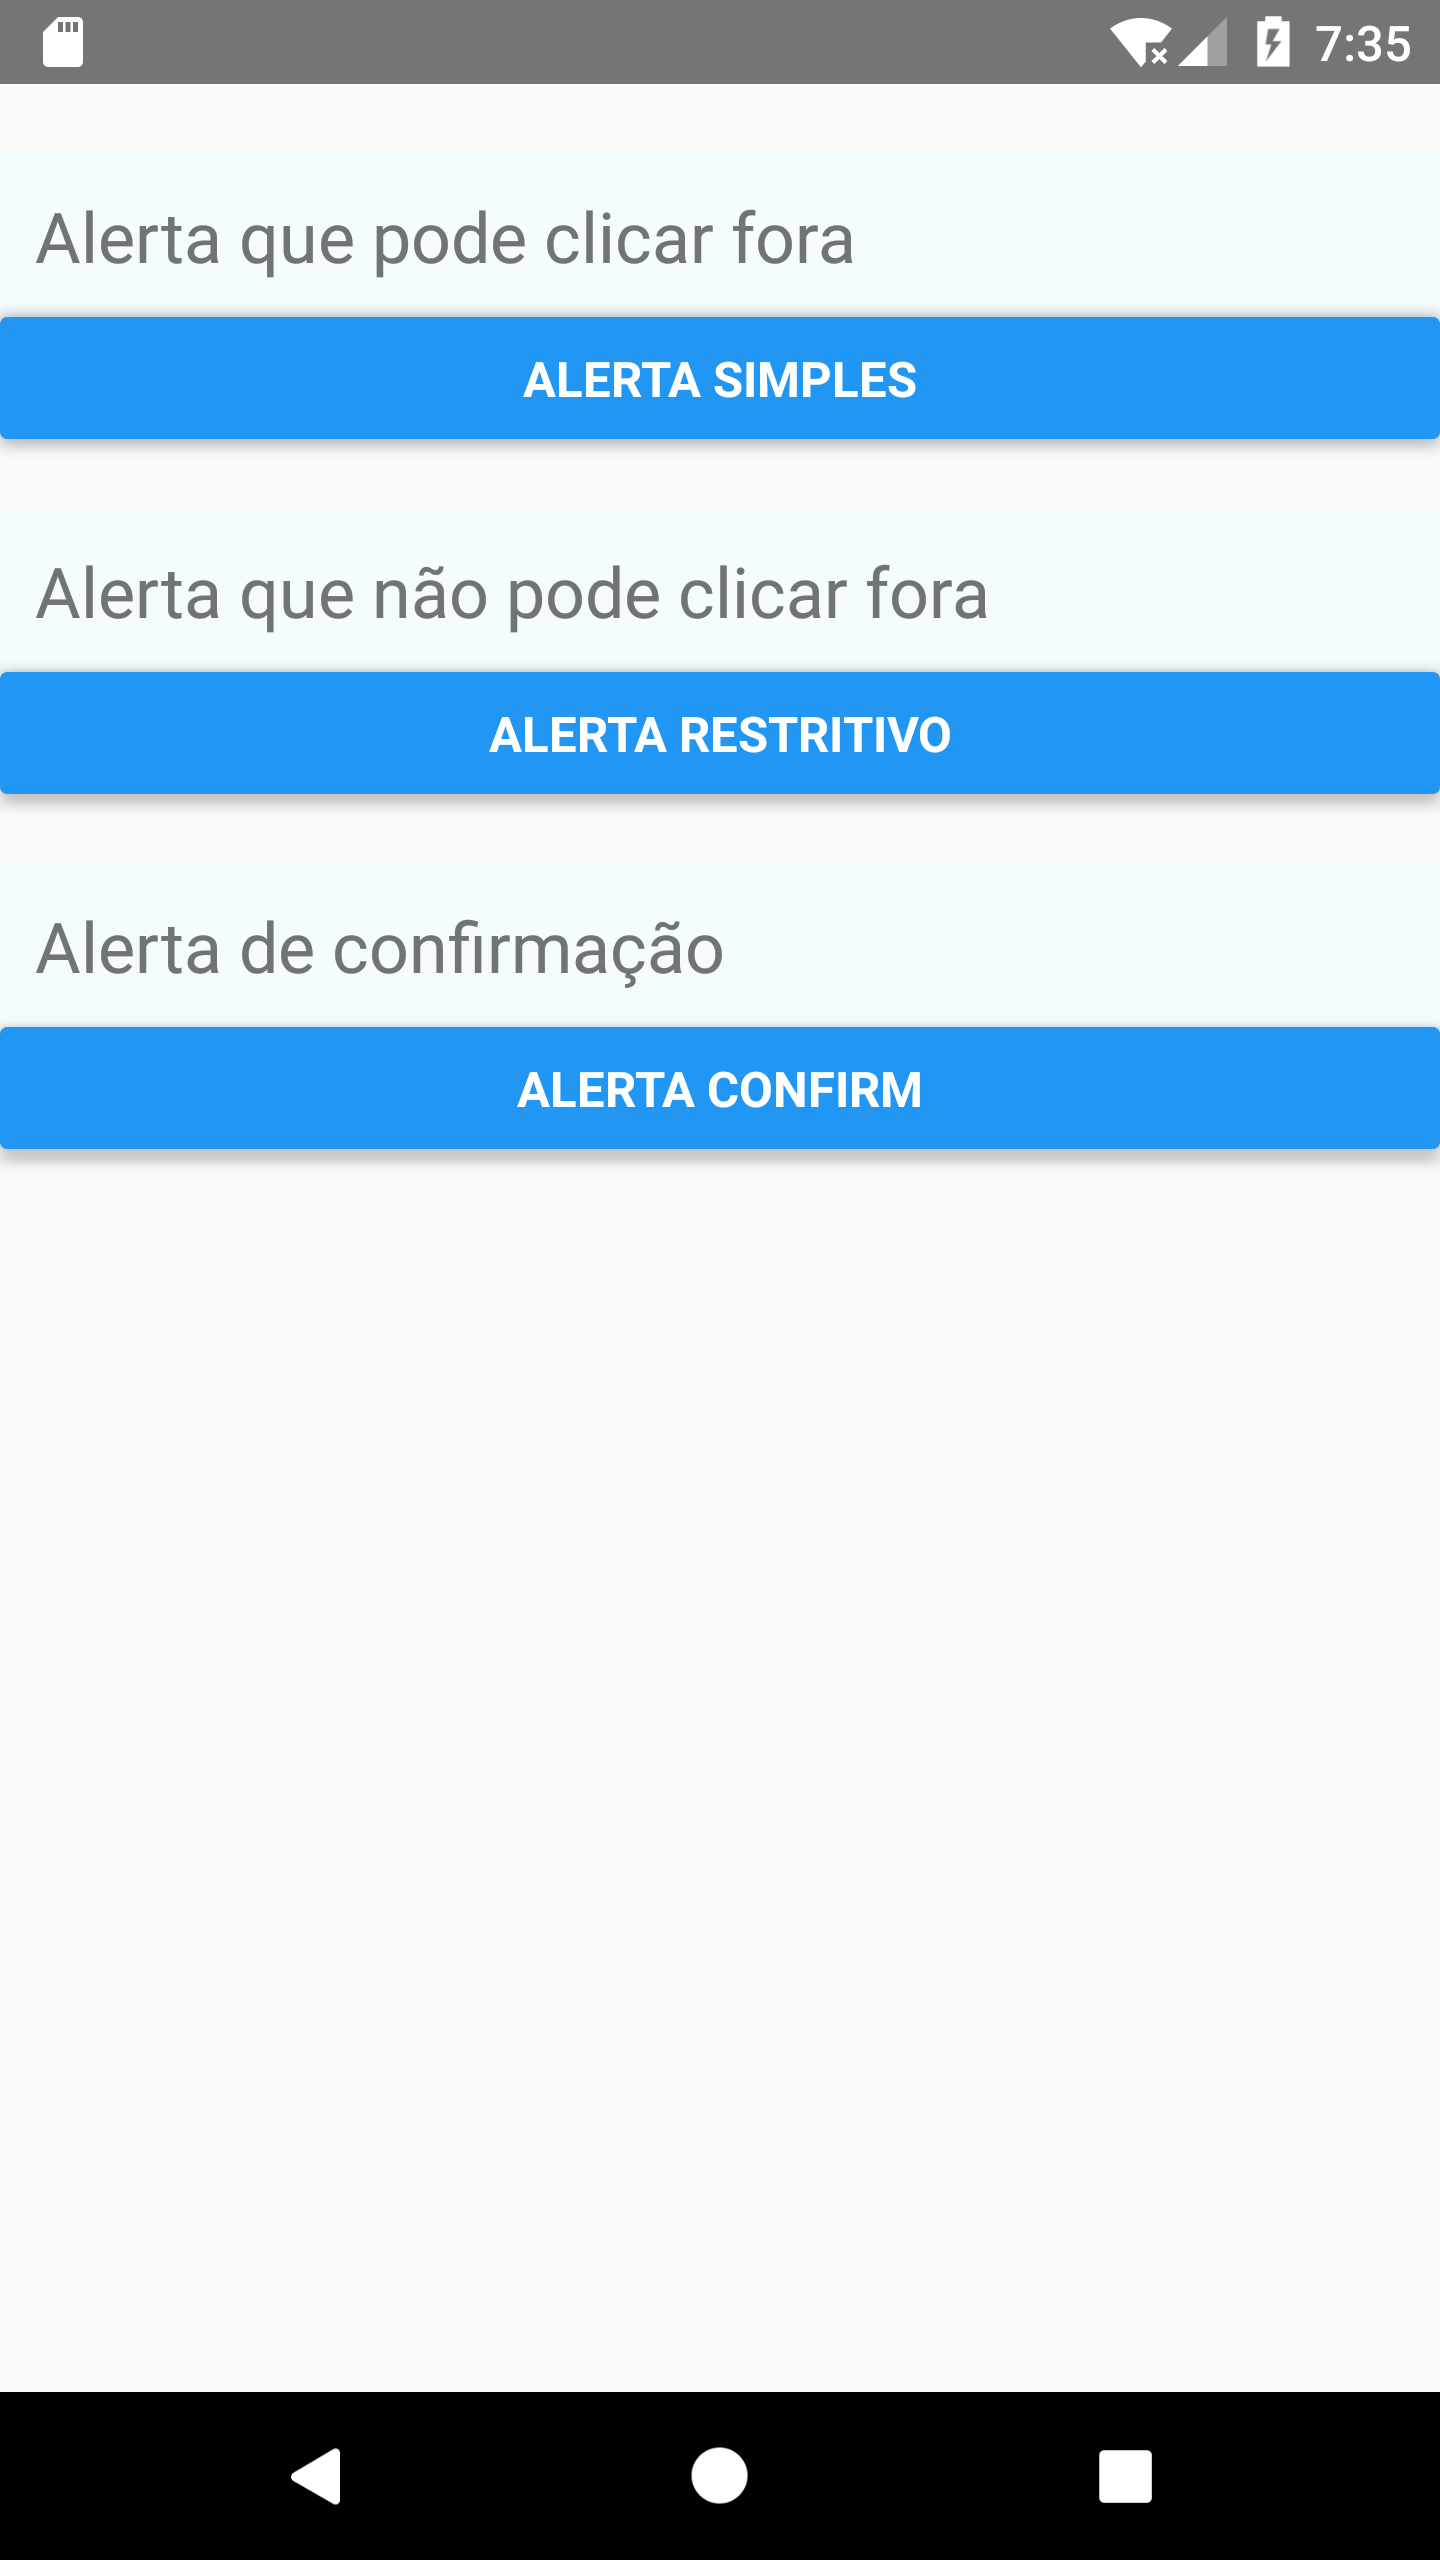 7:35
Alerta que pode clicar fora
ALERTA SIMPLES
Alerta que não pode clicar fora
ALERTA RESTRITIVO
Alerta de confirmação
ALERTA CONFIRM